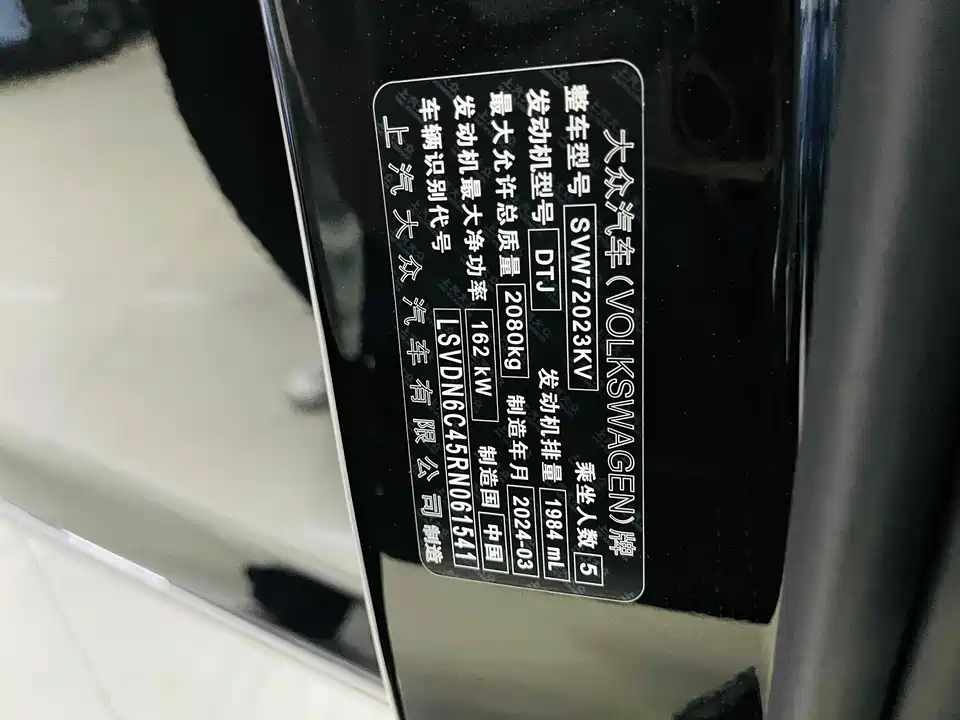 大众汽车(VOLKSWAGEN)牌
整车型号 SVW72023KV 乘坐人数 5
发动机型号 DTJ 发动机排量 1984 mL
最大允许总质量 2080kg 制造年月 2024-03
发动机最大净功率 162 kW 制造国 中国
车辆识别代号 LSVDN6C45RN061541
上汽大众汽车有限公司 制造